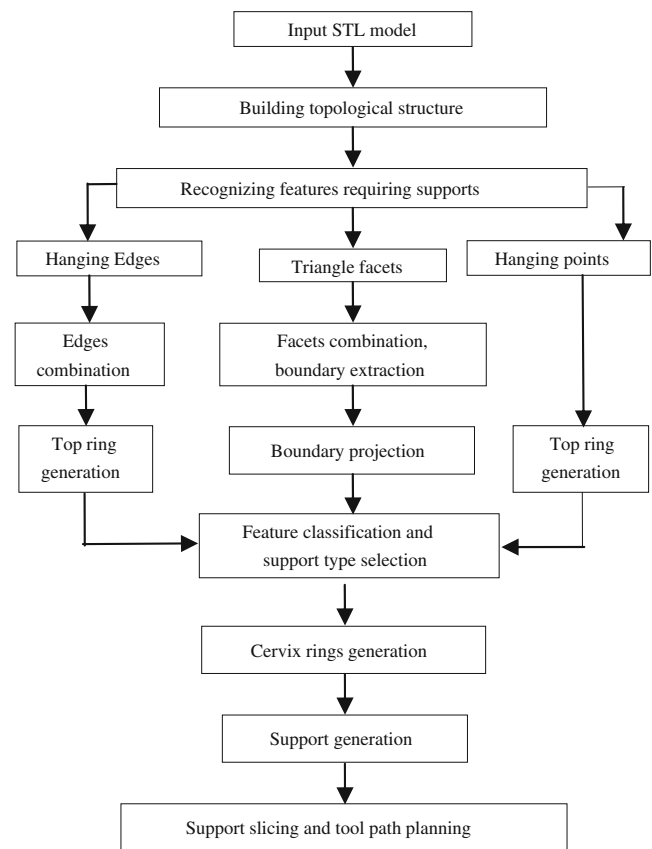 Input STL model
Building topological structure
Recognizing features requiring supports
Hanging Edges
Triangle facets
Hanging points
Edges
combination
Facets combination,
boundary extraction
Top ring
generation
Boundary projection
Top ring
generation
Feature classification and
support type selection
Cervix rings generation
Support generation
Support slicing and tool path planning